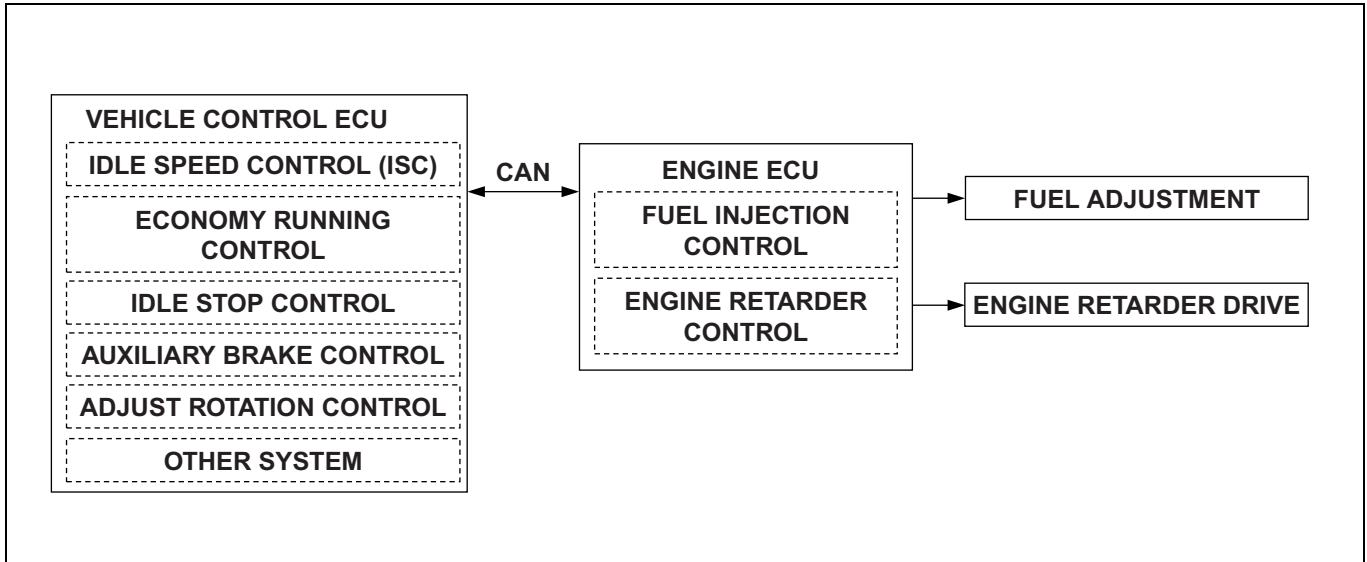 VEHICLE CONTROL ECU
IDLE SPEED CONTROL (ISC)
ECONOMY RUNNING
CONTROL
IDLE STOP CONTROL
AUXILIARY BRAKE CONTROL
ADJUST ROTATION CONTROL
OTHER SYSTEM
CAN
ENGINE ECU
FUEL INJECTION
CONTROL
ENGINE RETARDER
CONTROL
FUEL ADJUSTMENT
ENGINE RETARDER DRIVE